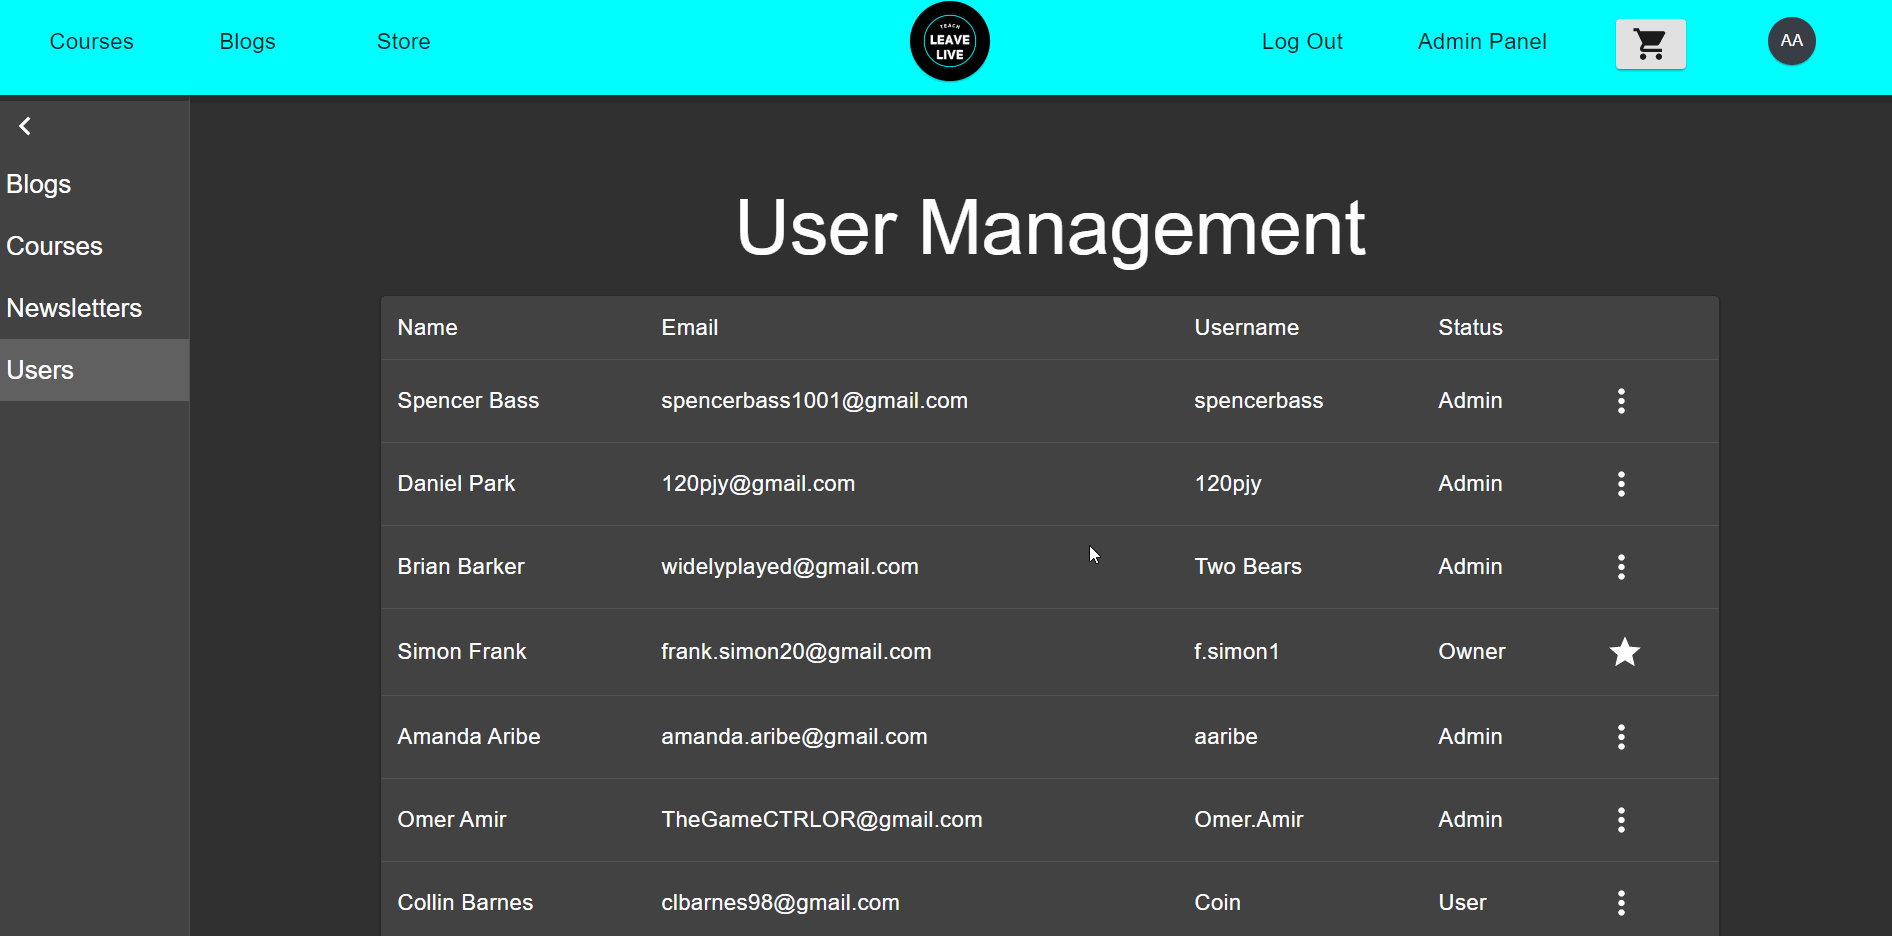 Courses Blogs Store TEACH LEAVE LIVE Log Out Admin Panel AA
Blogs
Courses
Newsletters
Users
User Management
Name Email Username Status
Spencer Bass spencerbass1001@gmail.com spencerbass Admin
Daniel Park 120pjy@gmail.com 120pjy Admin
Brian Barker widelyplayed@gmail.com Two Bears Admin
Simon Frank frank.simon20@gmail.com f.simon1 Owner
Amanda Aribe amanda.aribe@gmail.com aaribe Admin
Omer Amir TheGameCTRLOR@gmail.com Omer.Amir Admin
Collin Barnes clbarnes98@gmail.com Coin User